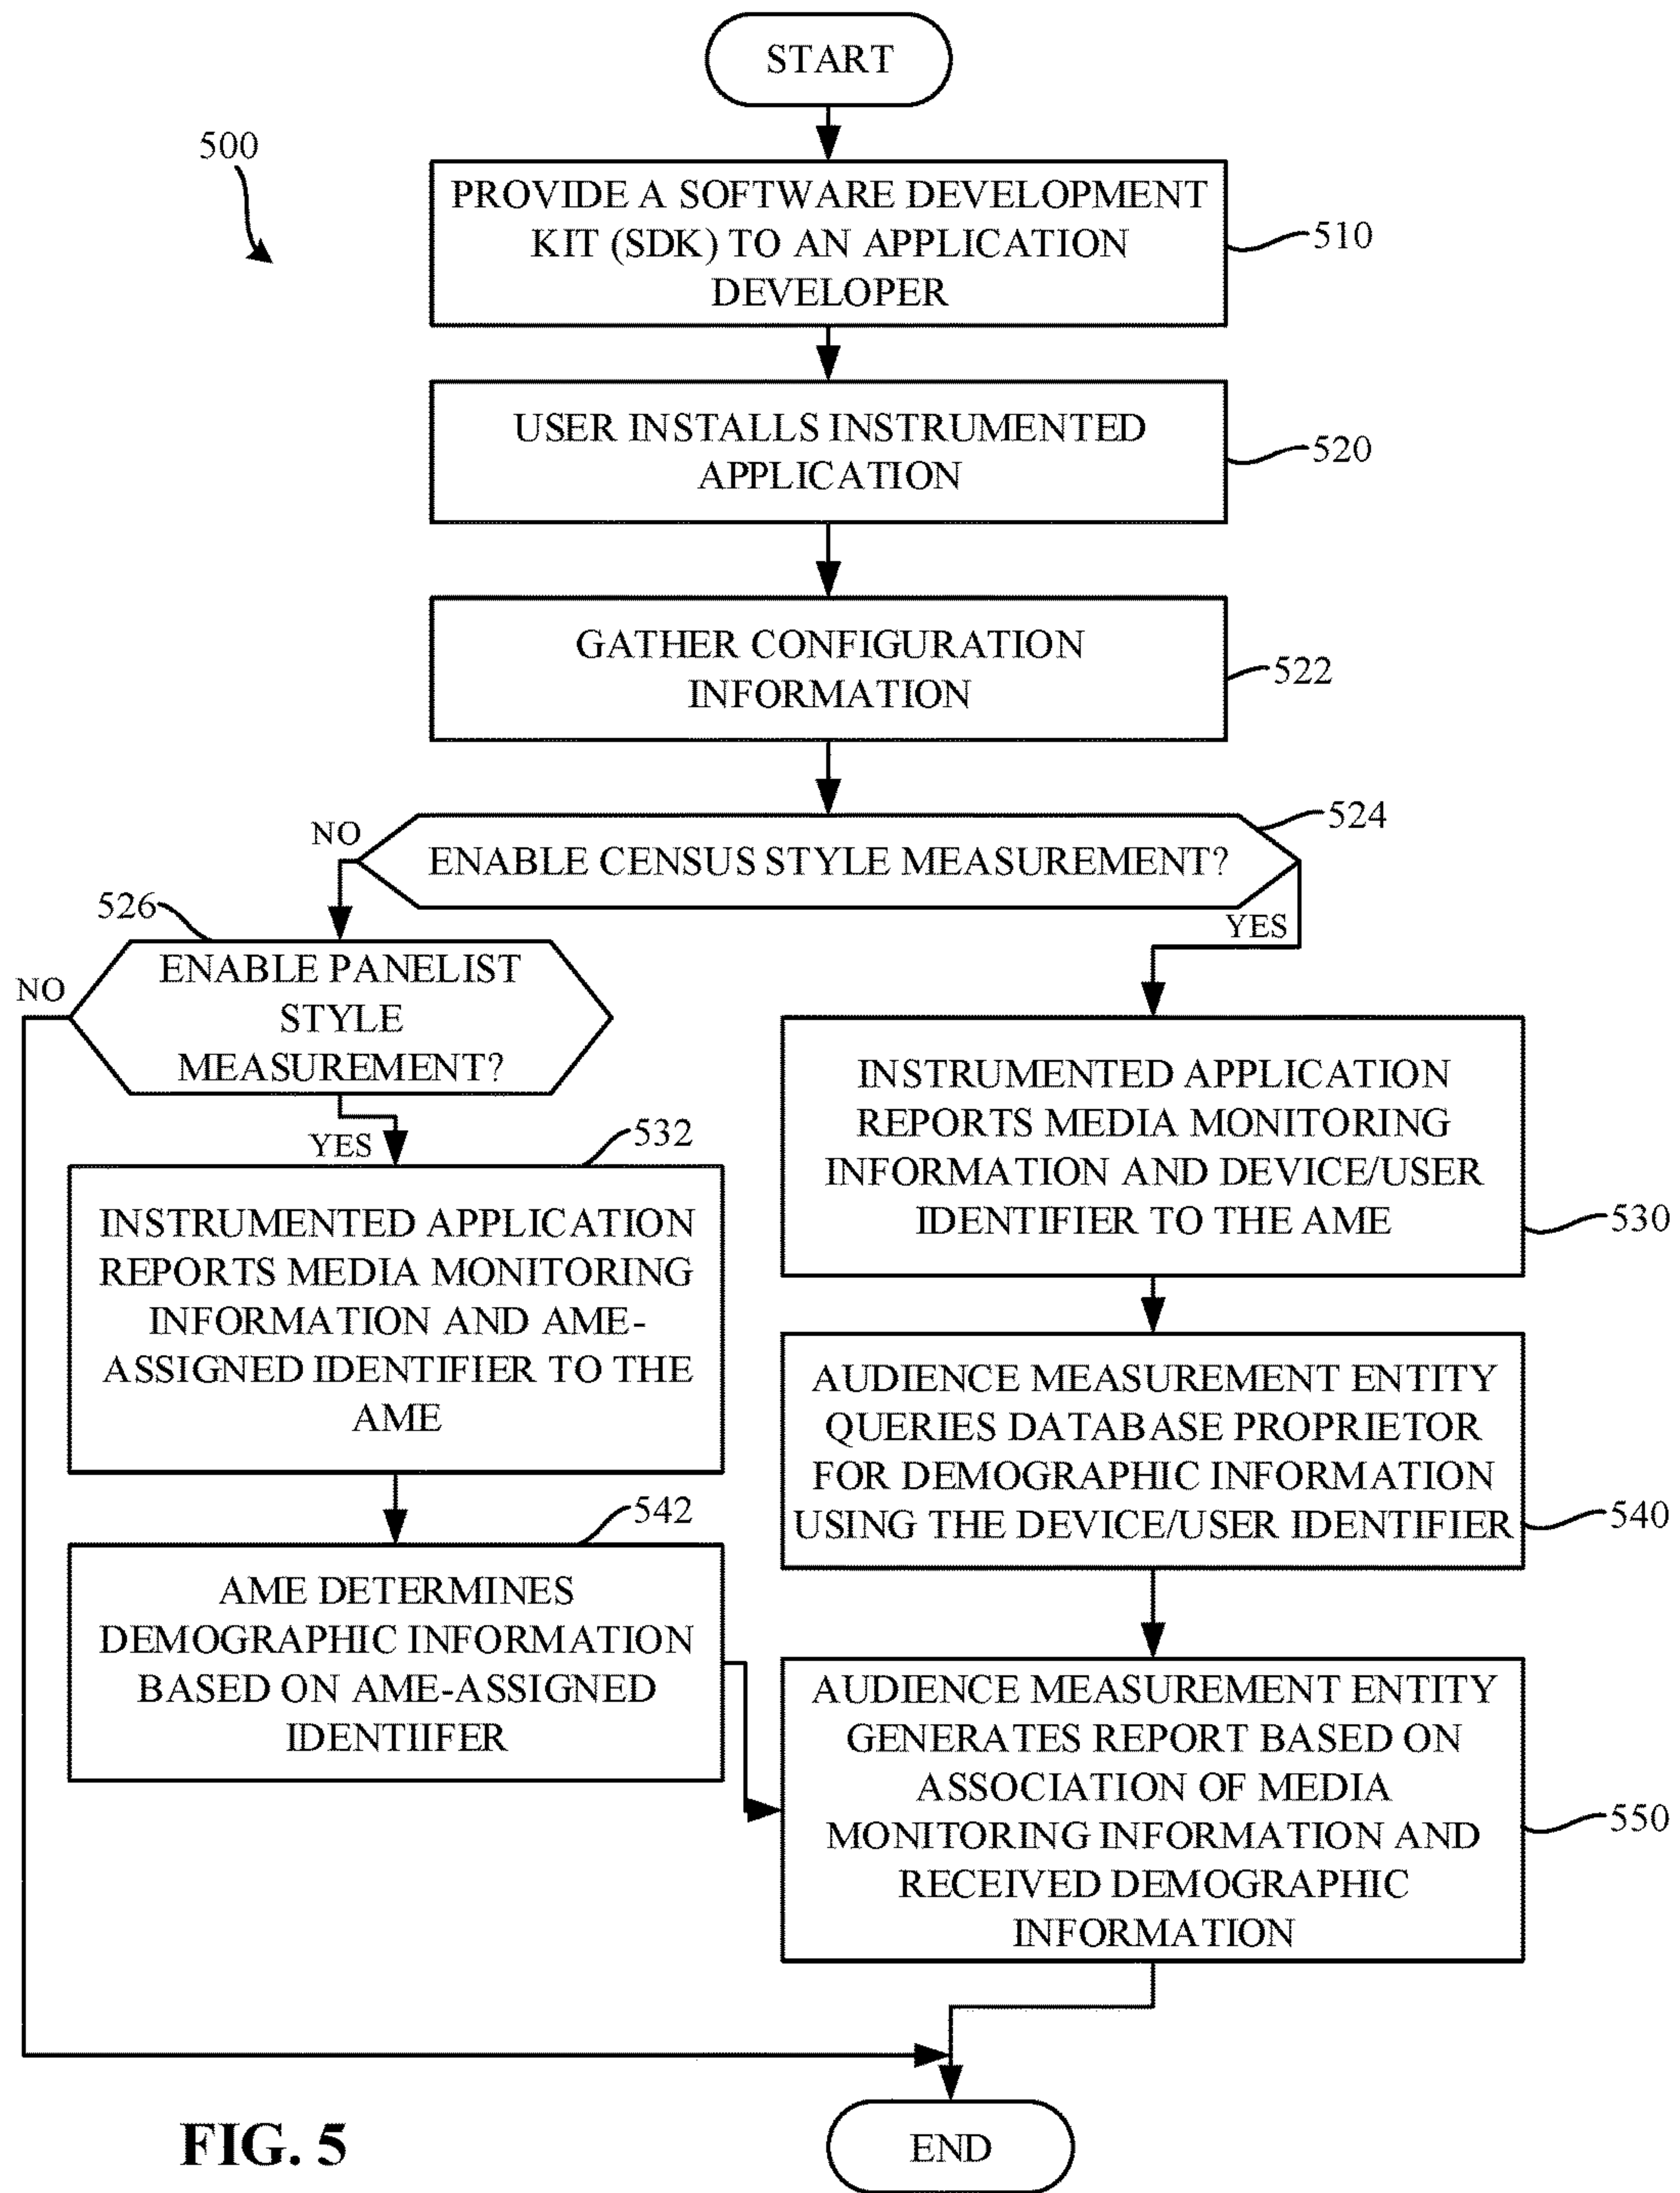 START
500
PROVIDE A SOFTWARE DEVELOPMENT
KIT (SDK) TO AN APPLICATION
DEVELOPER
510
USER INSTALLS INSTRUMENTED
APPLICATION
520
GATHER CONFIGURATION
INFORMATION
522
ENABLE CENSUS STYLE MEASUREMENT?
524
NO
YES
526
ENABLE PANELIST
STYLE
MEASUREMENT?
NO
YES
532
INSTRUMENTED APPLICATION
REPORTS MEDIA MONITORING
INFORMATION AND AME-
ASSIGNED IDENTIFIER TO THE
AME
542
AME DETERMINES
DEMOGRAPHIC INFORMATION
BASED ON AME-ASSIGNED
IDENTIIFER
INSTRUMENTED APPLICATION
REPORTS MEDIA MONITORING
INFORMATION AND DEVICE/USER
IDENTIFIER TO THE AME
530
AUDIENCE MEASUREMENT ENTITY
QUERIES DATABASE PROPRIETOR
FOR DEMOGRAPHIC INFORMATION
USING THE DEVICE/USER IDENTIFIER
540
AUDIENCE MEASUREMENT ENTITY
GENERATES REPORT BASED ON
ASSOCIATION OF MEDIA
MONITORING INFORMATION AND
RECEIVED DEMOGRAPHIC
INFORMATION
550
END
FIG. 5